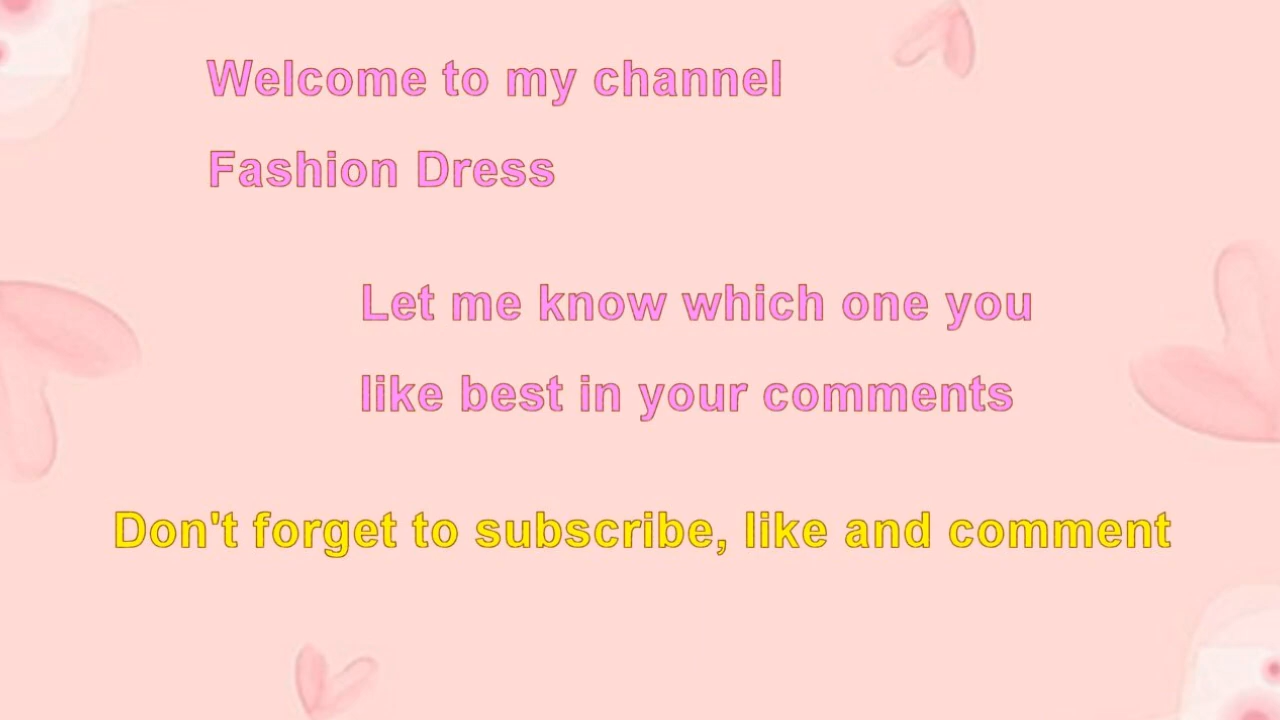 Welcome to my channel
Fashion Dress
Let me know which one you
like best in your comments
Don't forget to subscribe, like and comment